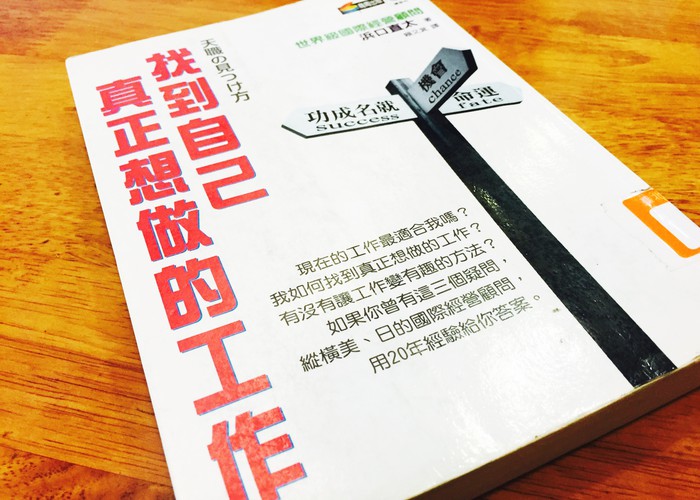 世界級國際經營顧問
浜口直太 著
天職の見つけ方
找到自己
真正想做的工作
機會
chance
功成名就
success
命運
fate
現在的工作最適合我嗎？
我如何找到真正想做的工作？
有沒有讓工作變有趣的方法？
如果你曾有這三個疑問，
縱橫美、日的國際經營顧問，
用20年經驗給你答案。